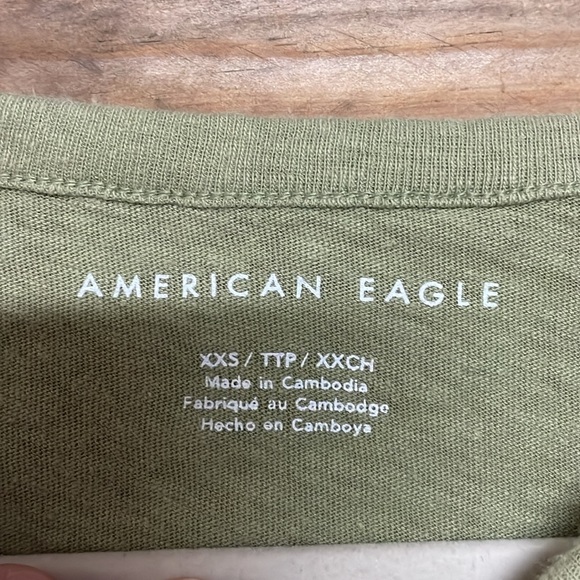 AMERICAN EAGLE
XXS / TTP / XXCH
Made in Cambodia
Fabriqué au Cambodge
Hecho en Camboya